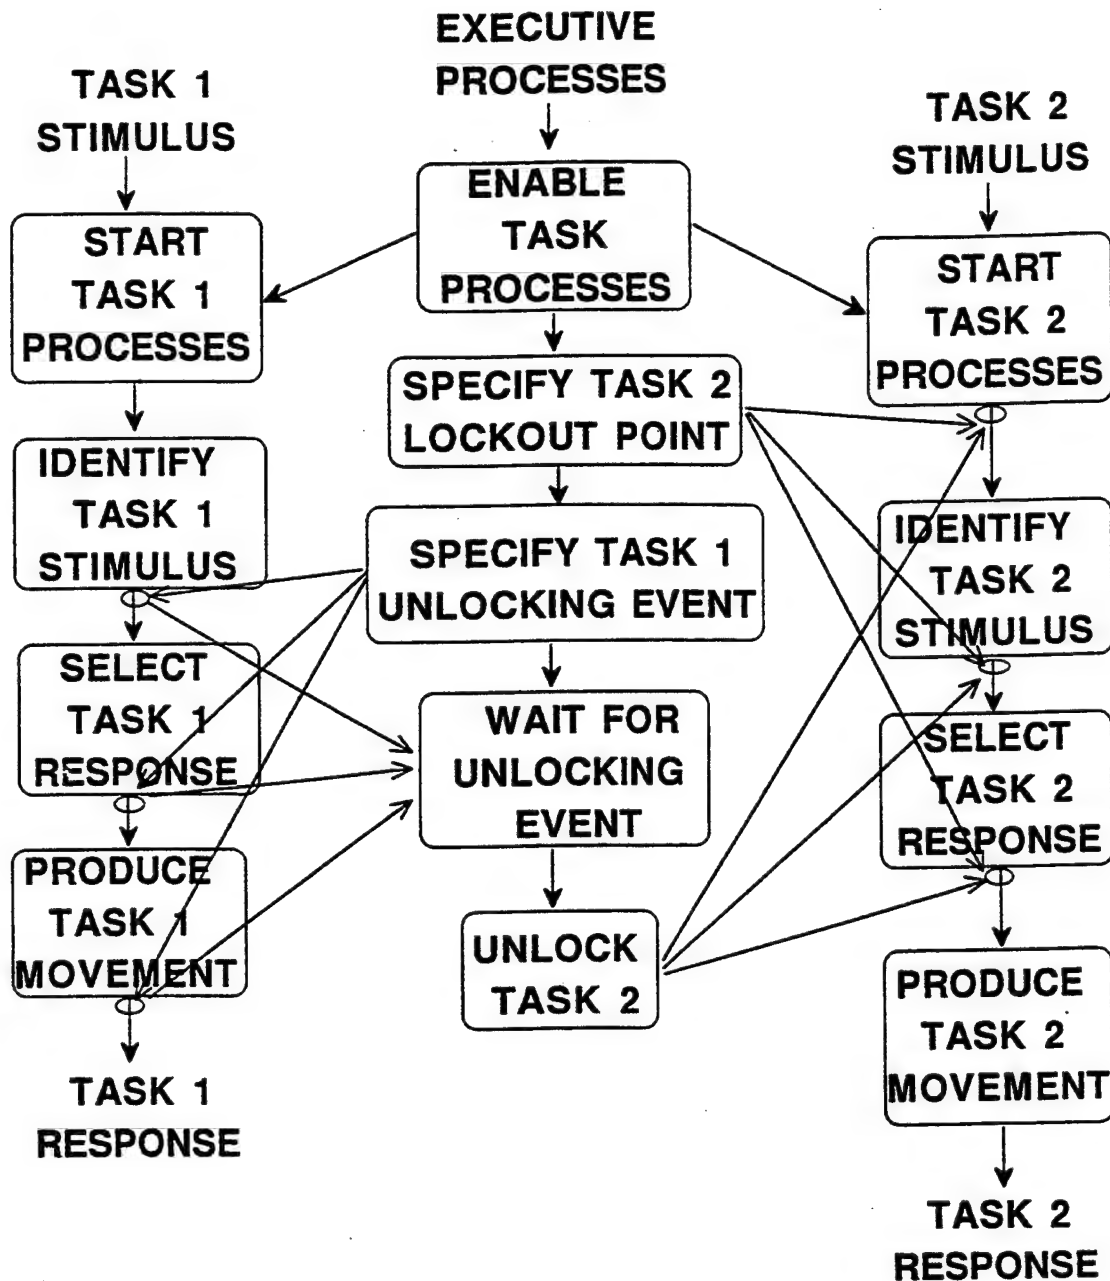 TASK 1
STIMULUS
START
TASK 1
PROCESSES
IDENTIFY
TASK 1
STIMULUS
SELECT
TASK 1
RESPONSE
PRODUCE
TASK 1
MOVEMENT
TASK 1
RESPONSE
EXECUTIVE
PROCESSES
ENABLE
TASK
PROCESSES
SPECIFY TASK 2
LOCKOUT POINT
SPECIFY TASK 1
UNLOCKING EVENT
WAIT FOR
UNLOCKING
EVENT
UNLOCK
TASK 2
TASK 2
STIMULUS
START
TASK 2
PROCESSES
IDENTIFY
TASK 2
STIMULUS
SELECT
TASK 2
RESPONSE
PRODUCE
TASK 2
MOVEMENT
TASK 2
RESPONSE